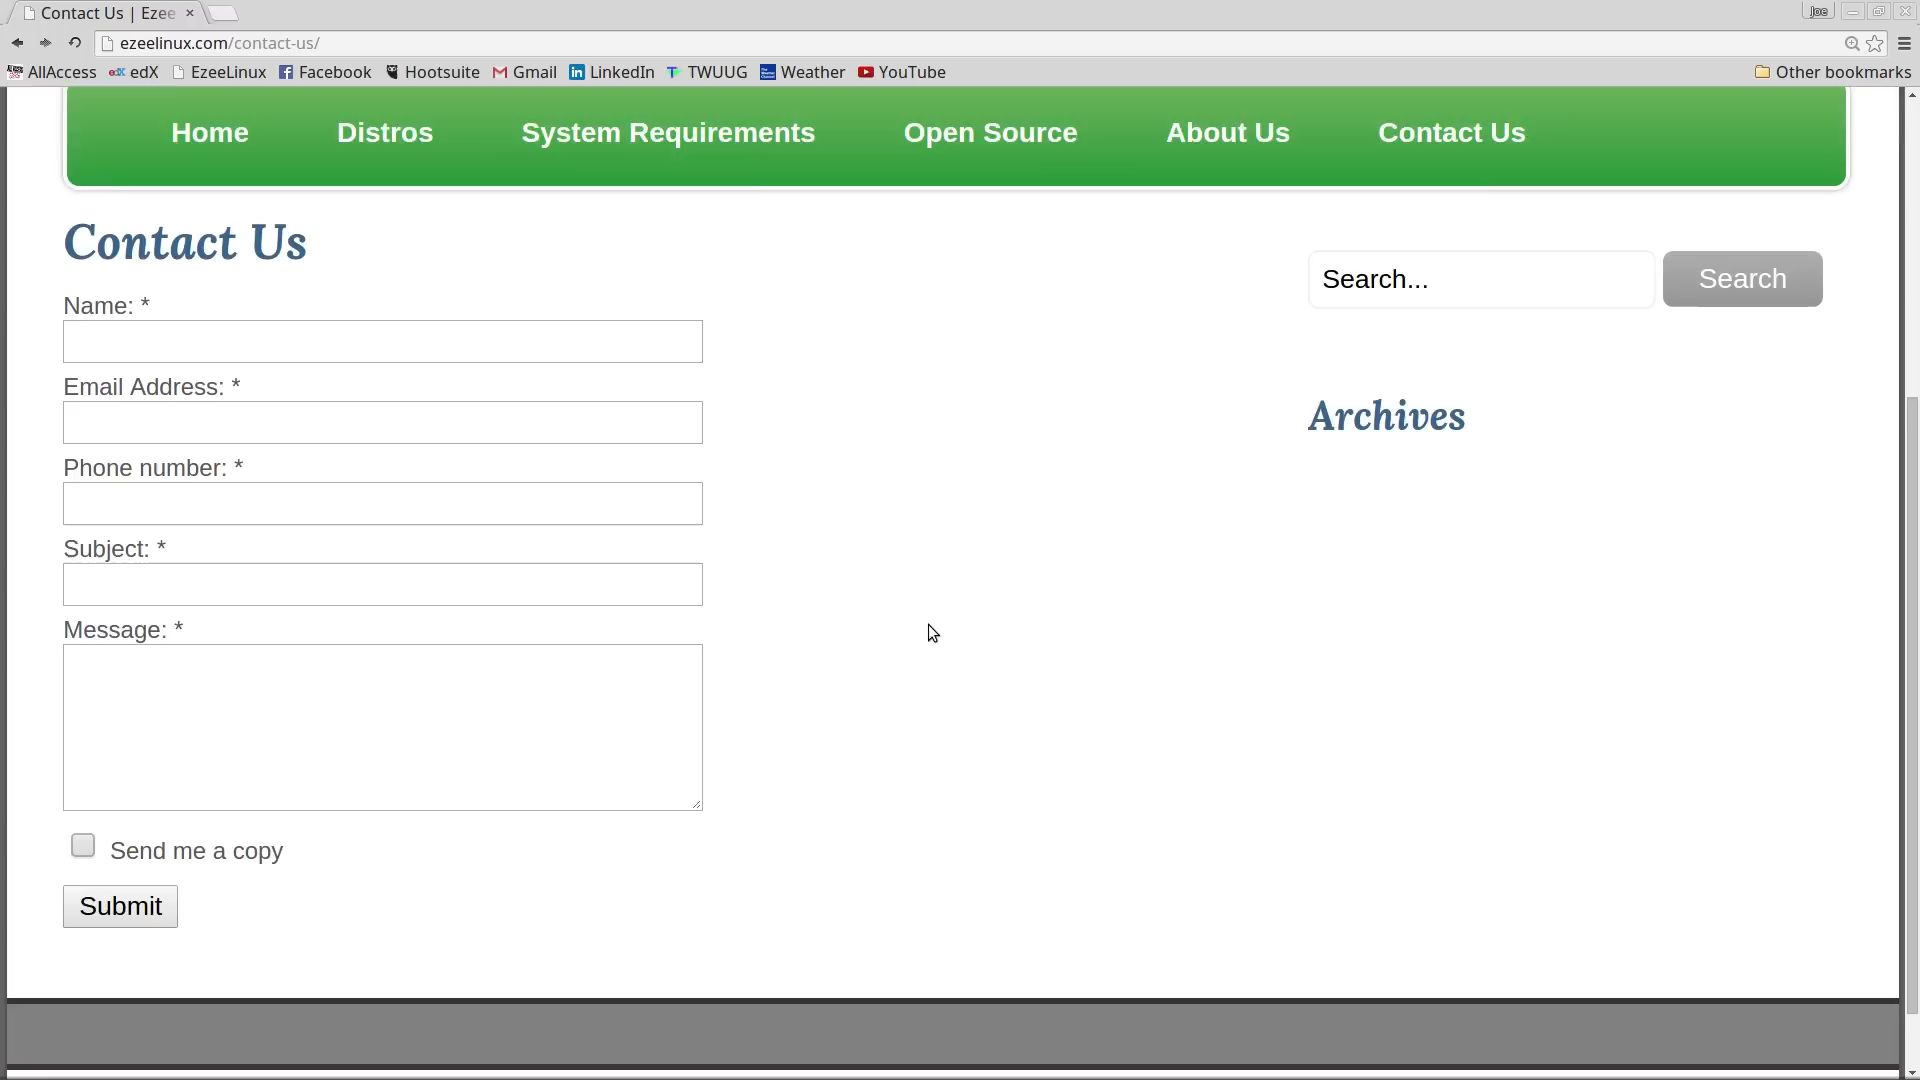 Contact Us | Ezee
Joe
ezeelinux.com/contact-us/
AllAccess edX EzeeLinux Facebook Hootsuite Gmail LinkedIn TWUUG Weather YouTube Other bookmarks
Home Distros System Requirements Open Source About Us Contact Us
Contact Us
Search... Search
Name: *
Email Address: *
Archives
Phone number: *
Subject: *
Message: *
Send me a copy
Submit